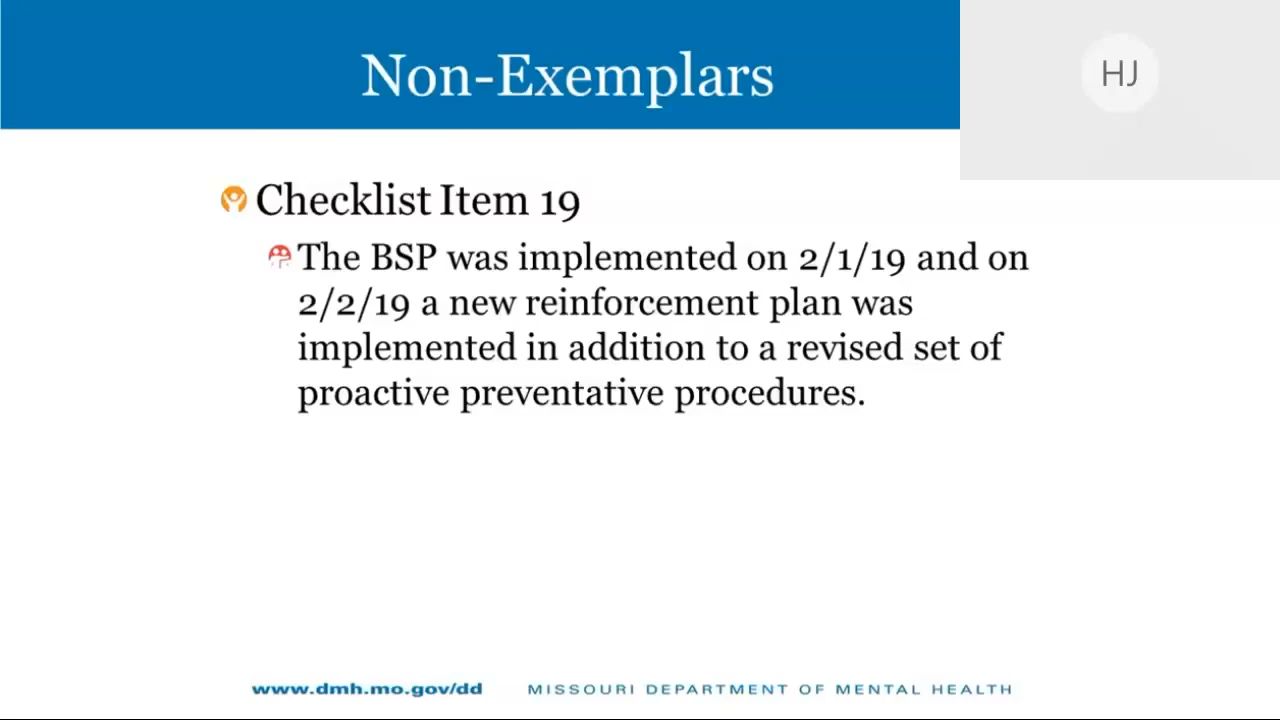 Non-Exemplars
HJ
Checklist Item 19
The BSP was implemented on 2/1/19 and on
2/2/19 a new reinforcement plan was
implemented in addition to a revised set of
proactive preventative procedures.
www.dmh.mo.gov/dd MISSOURI DEPARTMENT OF MENTAL HEALTH